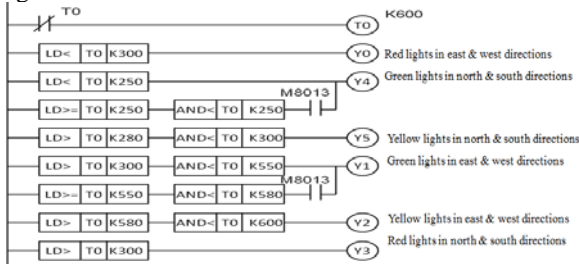 T0 T0 K600
LD< T0 K300 Y0 Red lights in east & west directions
LD< T0 K250 Y4 Green lights in north & south directions
M8013
LD>= T0 K250 AND< T0 K250
LD> T0 K280 AND< T0 K300 Y5 Yellow lights in north & south directions
LD> T0 K300 AND< T0 K550 Y1 Green lights in east & west directions
M8013
LD>= T0 K550 AND< T0 K580
LD> T0 K580 AND< T0 K600 Y2 Yellow lights in east & west directions
LD> T0 K300 Y3 Red lights in north & south directions